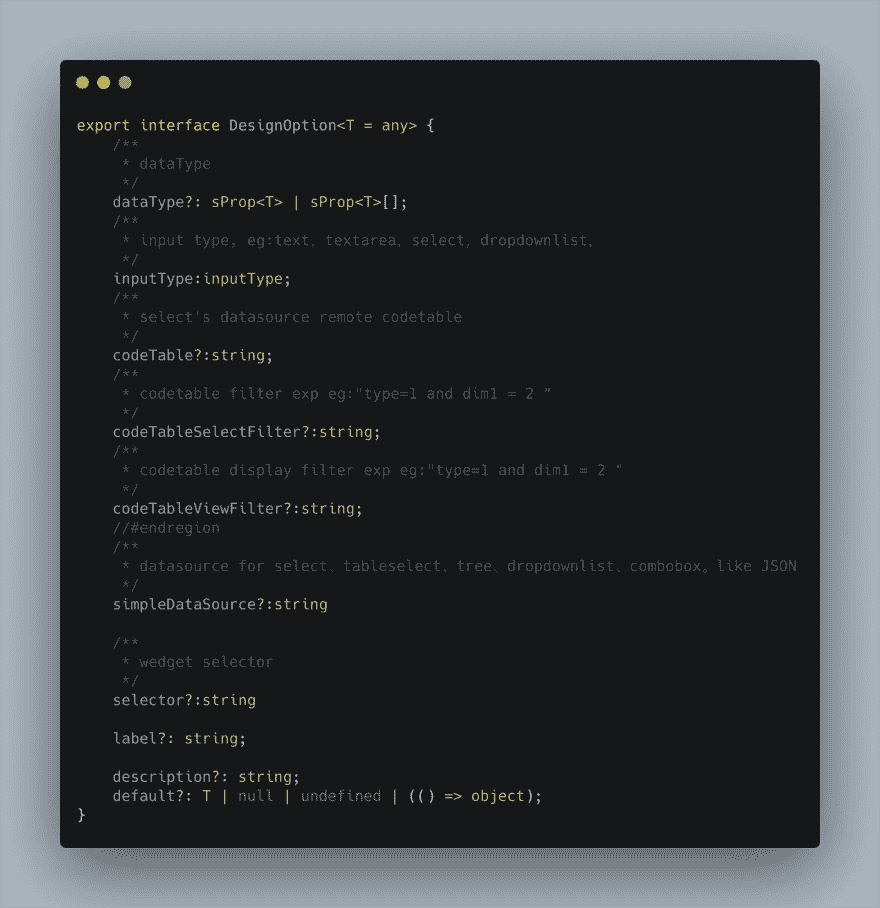 export interface DesignOption<T = any> {
    /**
     * dataType
     */
    dataType?: sProp<T> | sProp<T>[];
    /**
     * input type, eg:text、textarea、select, dropdownlist、
     */
    inputType:inputType;
    /**
     * select's datasource remote codetable
     */
    codeTable?:string;
    /**
     * codetable filter exp eg:"type=1 and dim1 = 2 ”
     */
    codeTableSelectFilter?:string;
    /**
     * codetable display filter exp eg:"type=1 and dim1 = 2 “
     */
    codeTableViewFilter?:string;
    //#endregion
    /**
     * datasource for select、tableselect、tree、dropdownlist、combobox。like JSON
     */
    simpleDataSource?:string
    /**
     * wedget selector
     */
    selector?:string
    label?: string;
    description?: string;
    default?: T | null | undefined | (() => object);
}